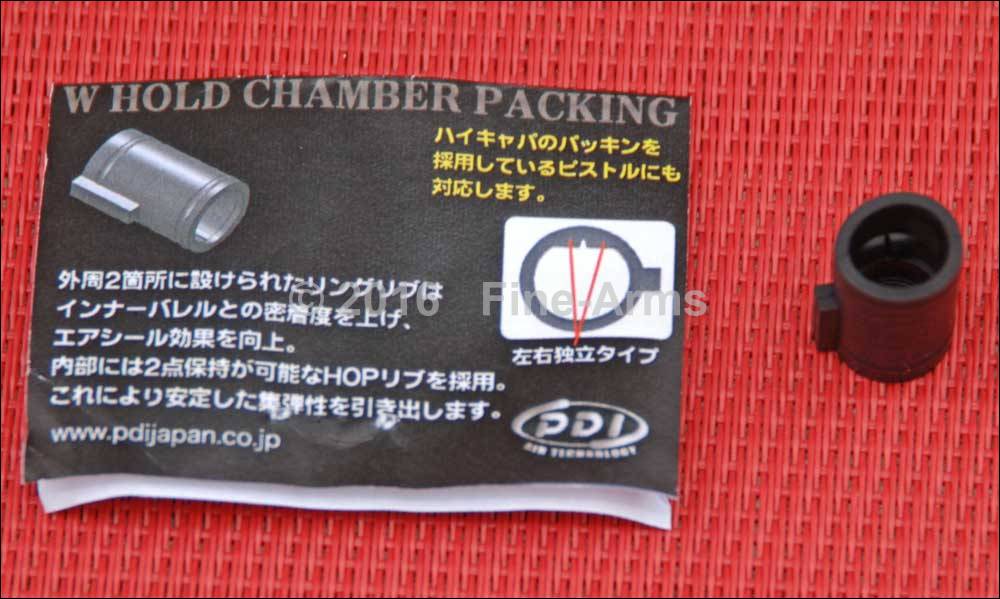 W HOLD CHAMBER PACKING
ハイキャパのパッキンを
採用しているピストルにも
対応します。
外周2箇所に設けられたリングリブは
インナーバレルとの密着度を上げ、
エアシール効果を向上。
内部には2点保持が可能なHOPリブを採用。
これにより安定した集弾性を引き出します。
www.pdijapan.co.jp
左右独立タイプ
PDI
AIR TECHNOLOGY
© 2016 Fine-Arms